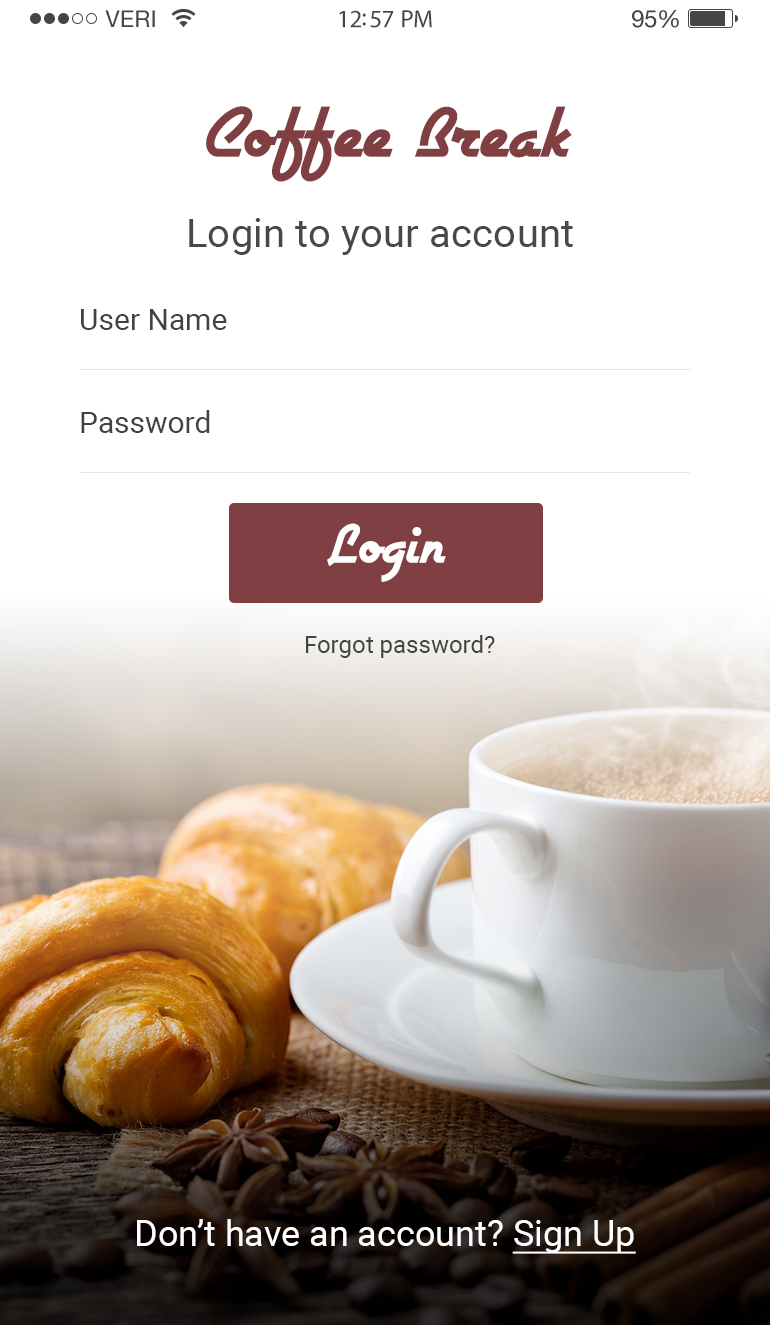 VERI 12:57 PM 95%
Coffee Break
Login to your account
User Name
Password
Login
Forgot password?
Don’t have an account? Sign Up